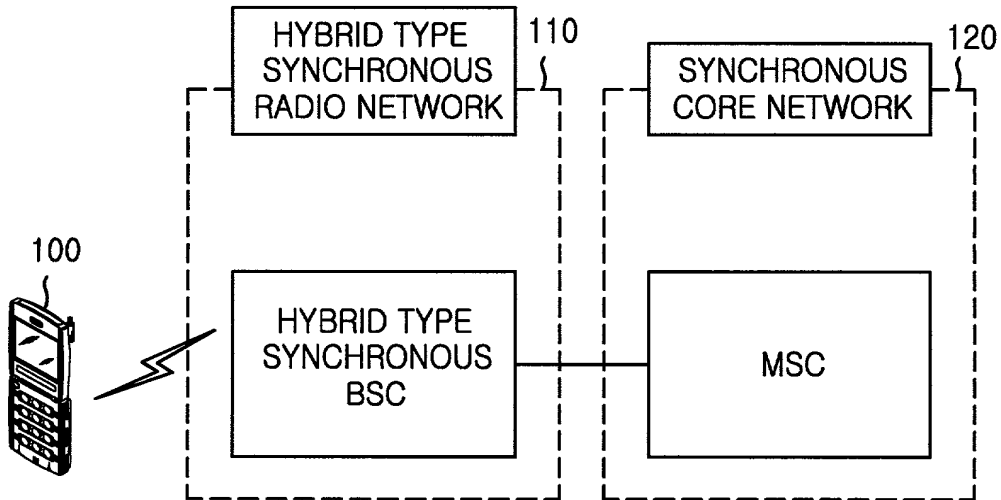 HYBRID TYPE
SYNCHRONOUS
RADIO NETWORK
110
SYNCHRONOUS
CORE NETWORK
120
100
HYBRID TYPE
SYNCHRONOUS
BSC
MSC